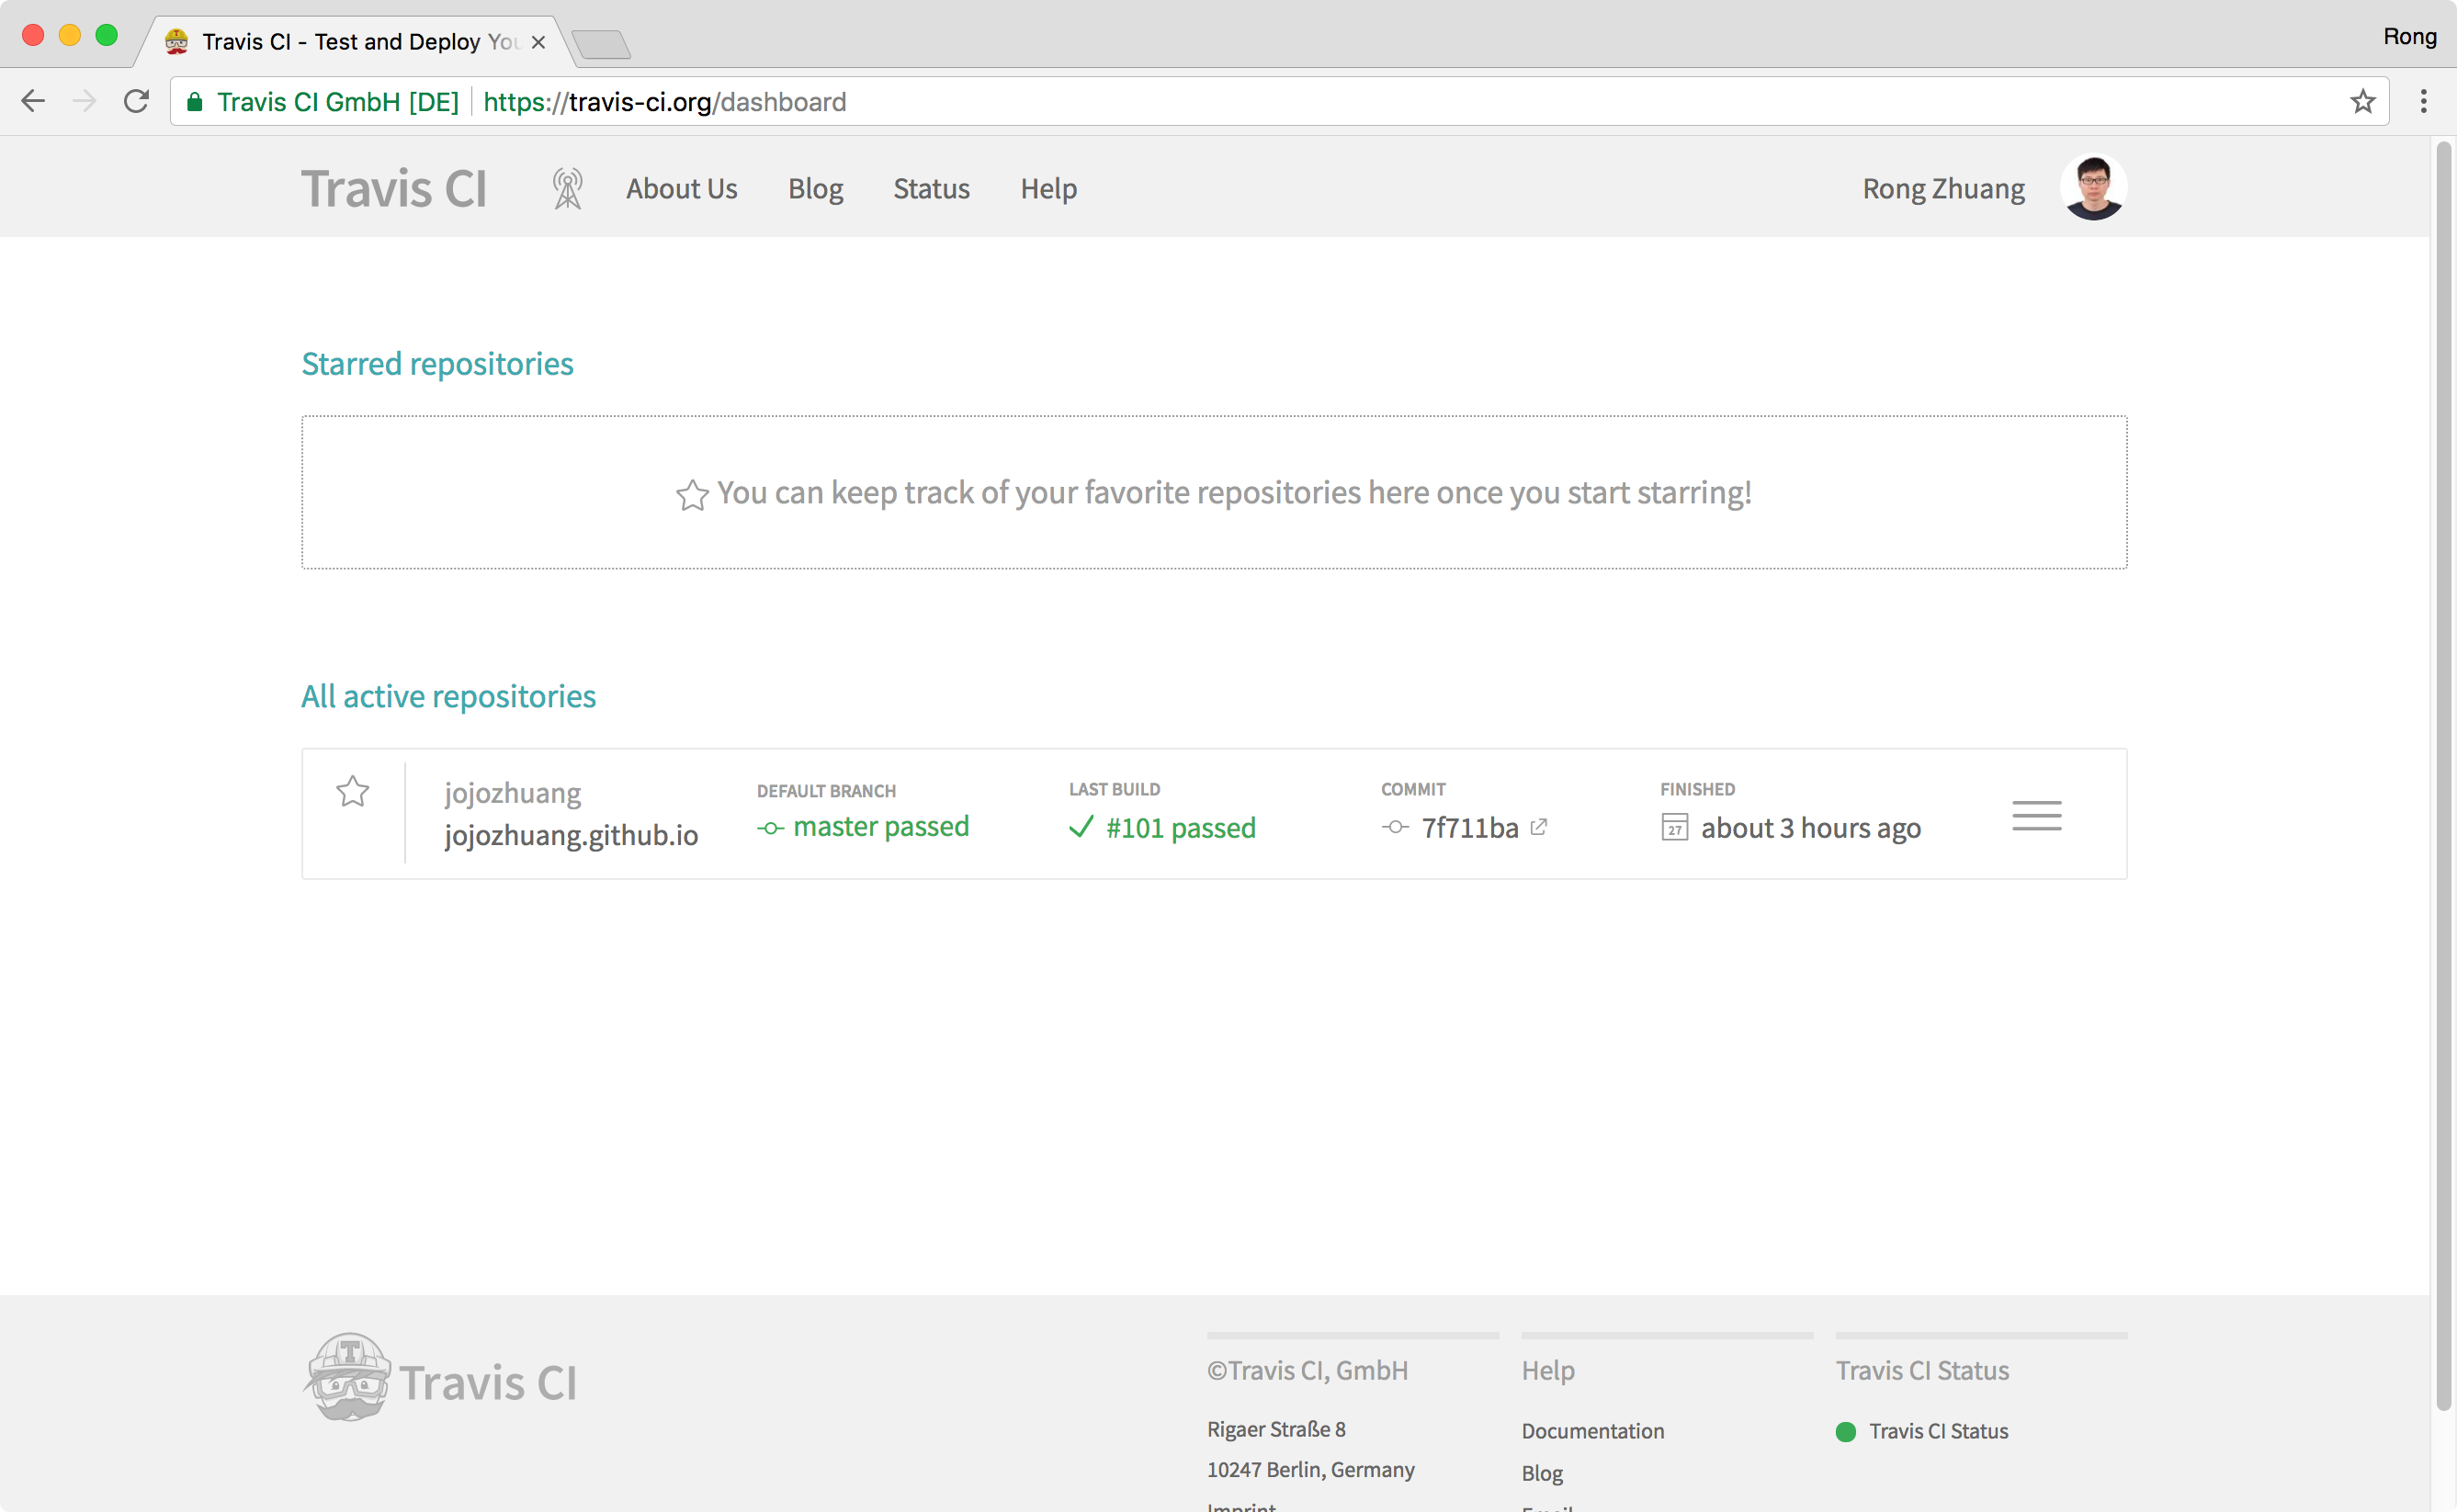 Travis CI - Test and Deploy You
Rong
Travis CI GmbH [DE] https://travis-ci.org/dashboard
Travis CI About Us Blog Status Help Rong Zhuang
Starred repositories
You can keep track of your favorite repositories here once you start starring!
All active repositories
jojozhuang
jojozhuang.github.io
DEFAULT BRANCH
master passed
LAST BUILD
#101 passed
COMMIT
7f711ba
FINISHED
27 about 3 hours ago
T
Travis CI
©Travis CI, GmbH
Rigaer Straße 8
10247 Berlin, Germany
Imprint
Help
Documentation
Blog
Email
Travis CI Status
Travis CI Status